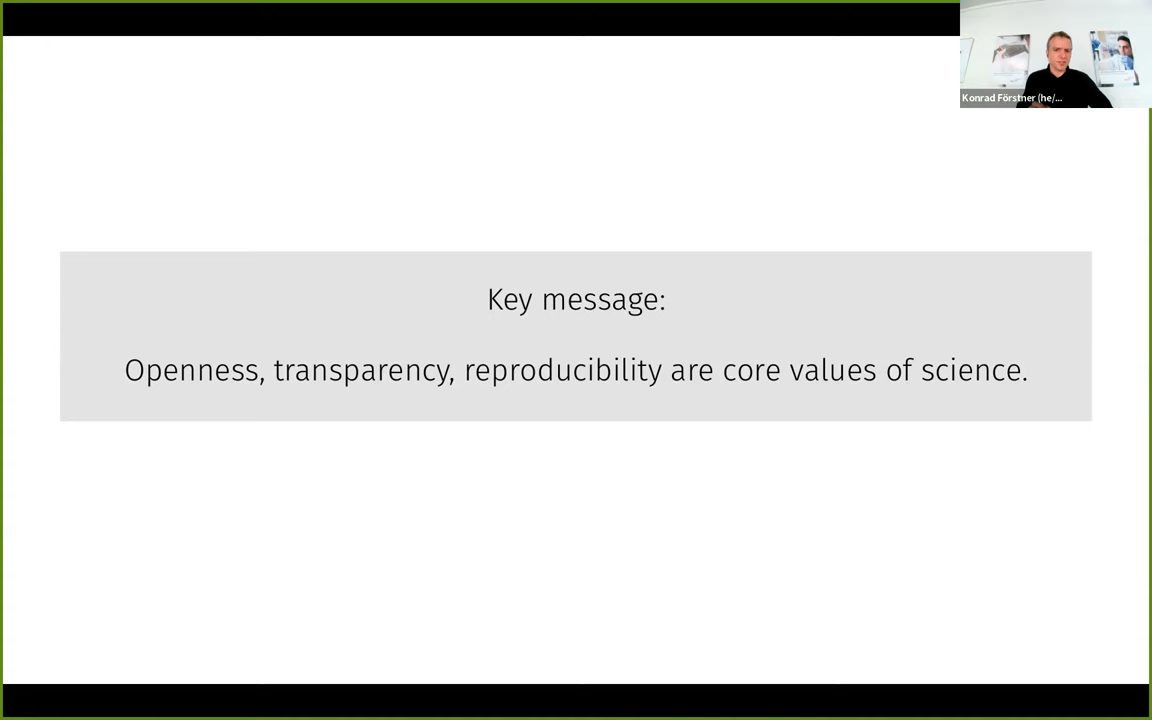 Konrad Förstner (he/...
Key message:
Openness, transparency, reproducibility are core values of science.